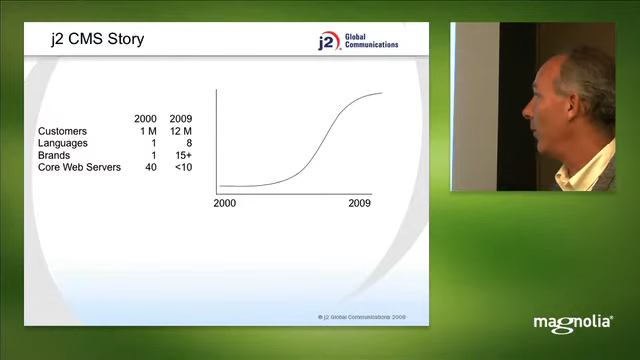 j2 CMS Story
j2 Global
Communications
2000 2009
Customers 1 M 12 M
Languages 1 8
Brands 1 15+
Core Web Servers 40 <10
2000 2009
© j2 Global Communications 2009
magnolia®